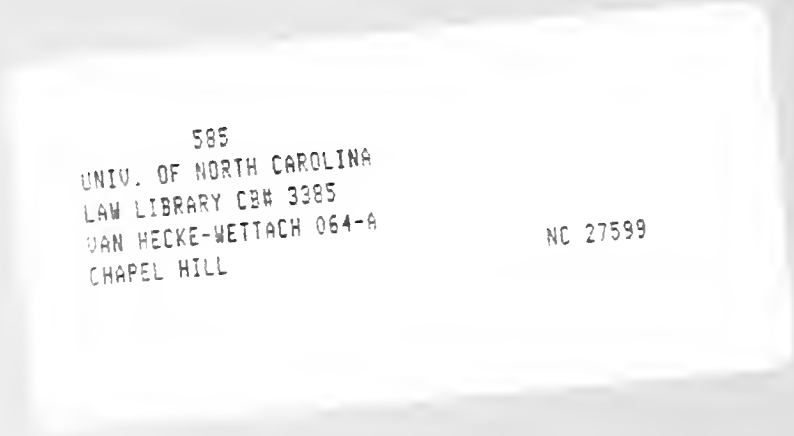 585
UNIV. OF NORTH CAROLINA
LAW LIBRARY CB# 3385
VAN HECKE-WETTACH 064-A
CHAPEL HILL NC 27599